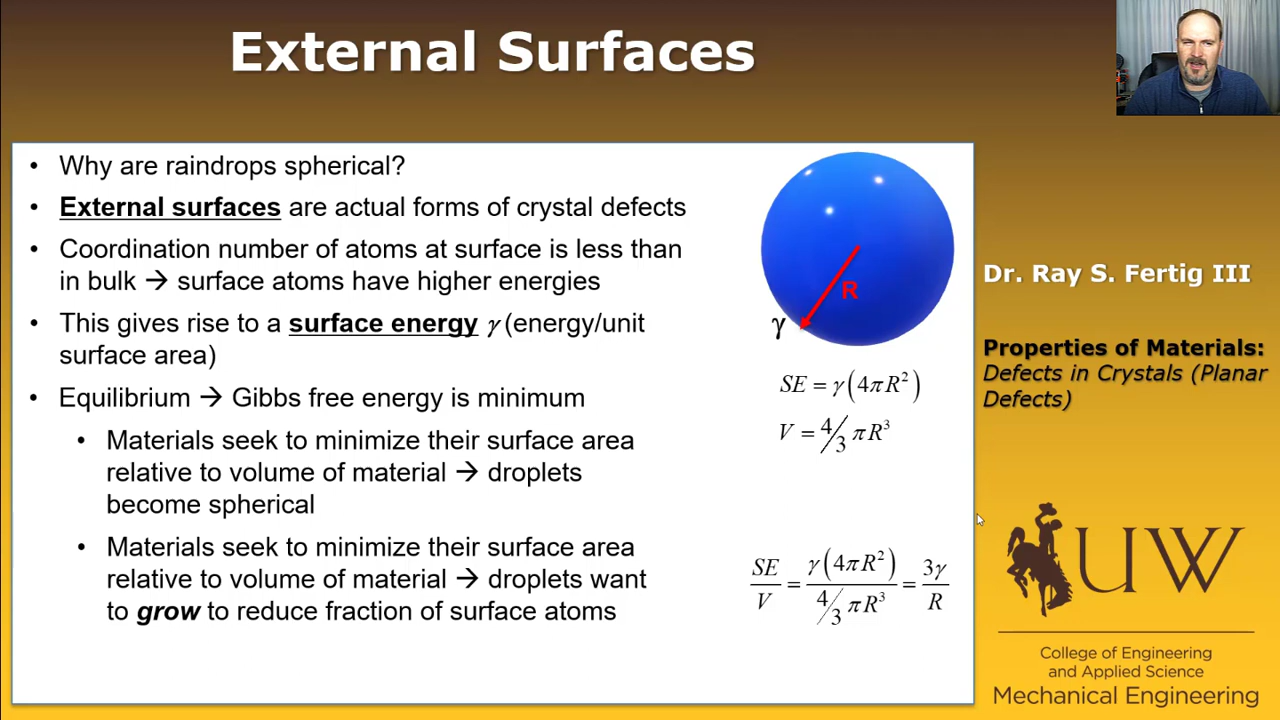 External Surfaces
• Why are raindrops spherical?
• External surfaces are actual forms of crystal defects
• Coordination number of atoms at surface is less than
in bulk → surface atoms have higher energies
• This gives rise to a surface energy γ (energy/unit
surface area)
• Equilibrium → Gibbs free energy is minimum
• Materials seek to minimize their surface area
relative to volume of material → droplets
become spherical
• Materials seek to minimize their surface area
relative to volume of material → droplets want
to grow to reduce fraction of surface atoms
R
γ
SE = γ(4πR²)
V = 4/3 πR³
SE/V = γ(4πR²) / (4/3 πR³) = 3γ/R
Dr. Ray S. Fertig III
Properties of Materials:
Defects in Crystals (Planar
Defects)
UW
College of Engineering
and Applied Science
Mechanical Engineering